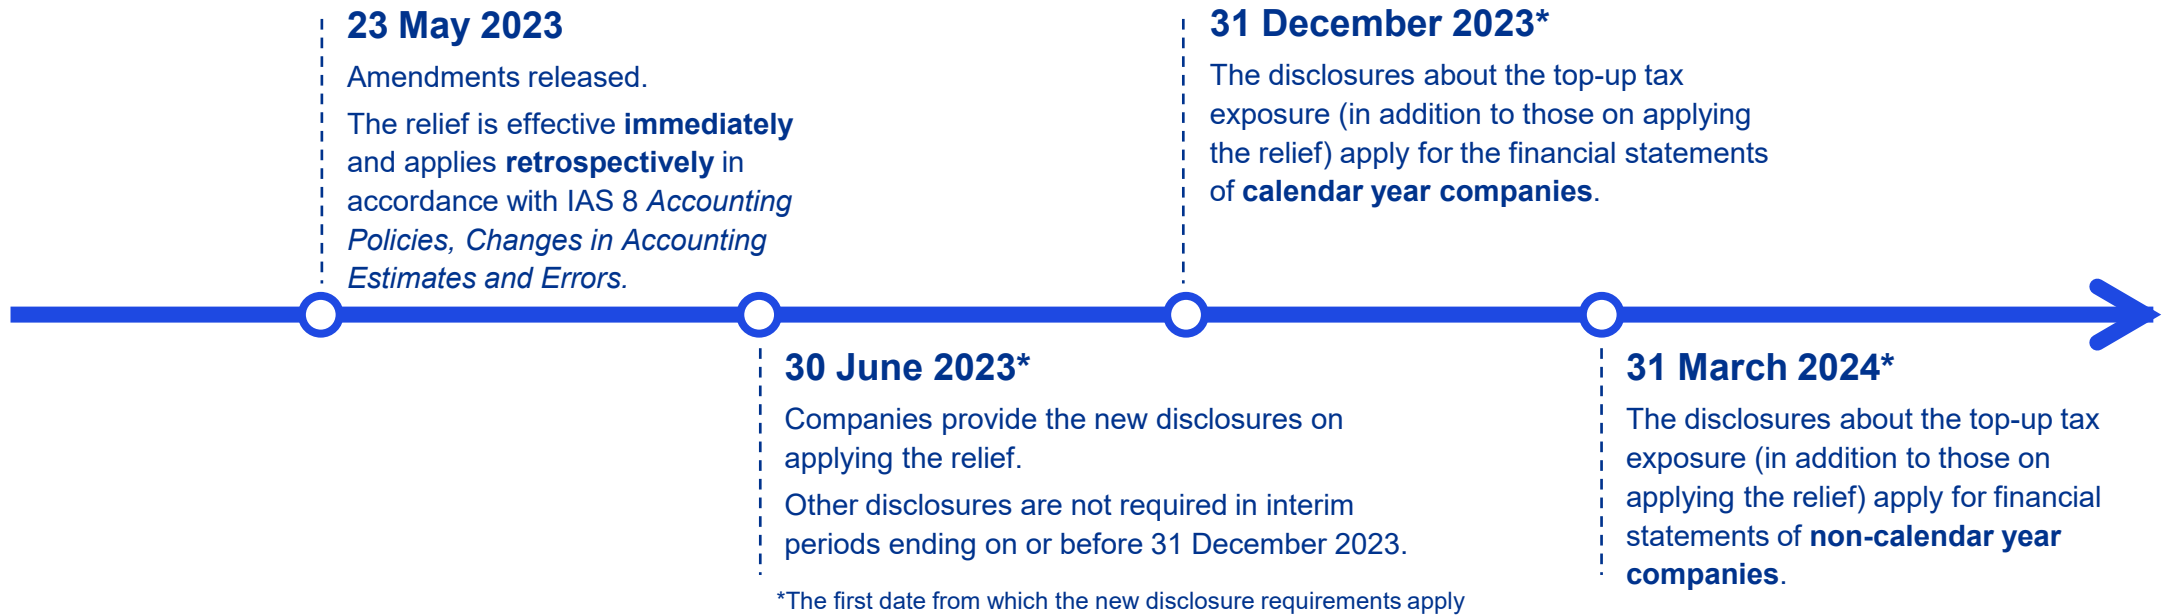 23 May 2023
Amendments released.
The relief is effective immediately
and applies retrospectively in
accordance with IAS 8 Accounting
Policies, Changes in Accounting
Estimates and Errors.
30 June 2023*
Companies provide the new disclosures on
applying the relief.
Other disclosures are not required in interim
periods ending on or before 31 December 2023.
31 December 2023*
The disclosures about the top-up tax
exposure (in addition to those on applying
the relief) apply for the financial statements
of calendar year companies.
31 March 2024*
The disclosures about the top-up tax
exposure (in addition to those on
applying the relief) apply for financial
statements of non-calendar year
companies.
*The first date from which the new disclosure requirements apply